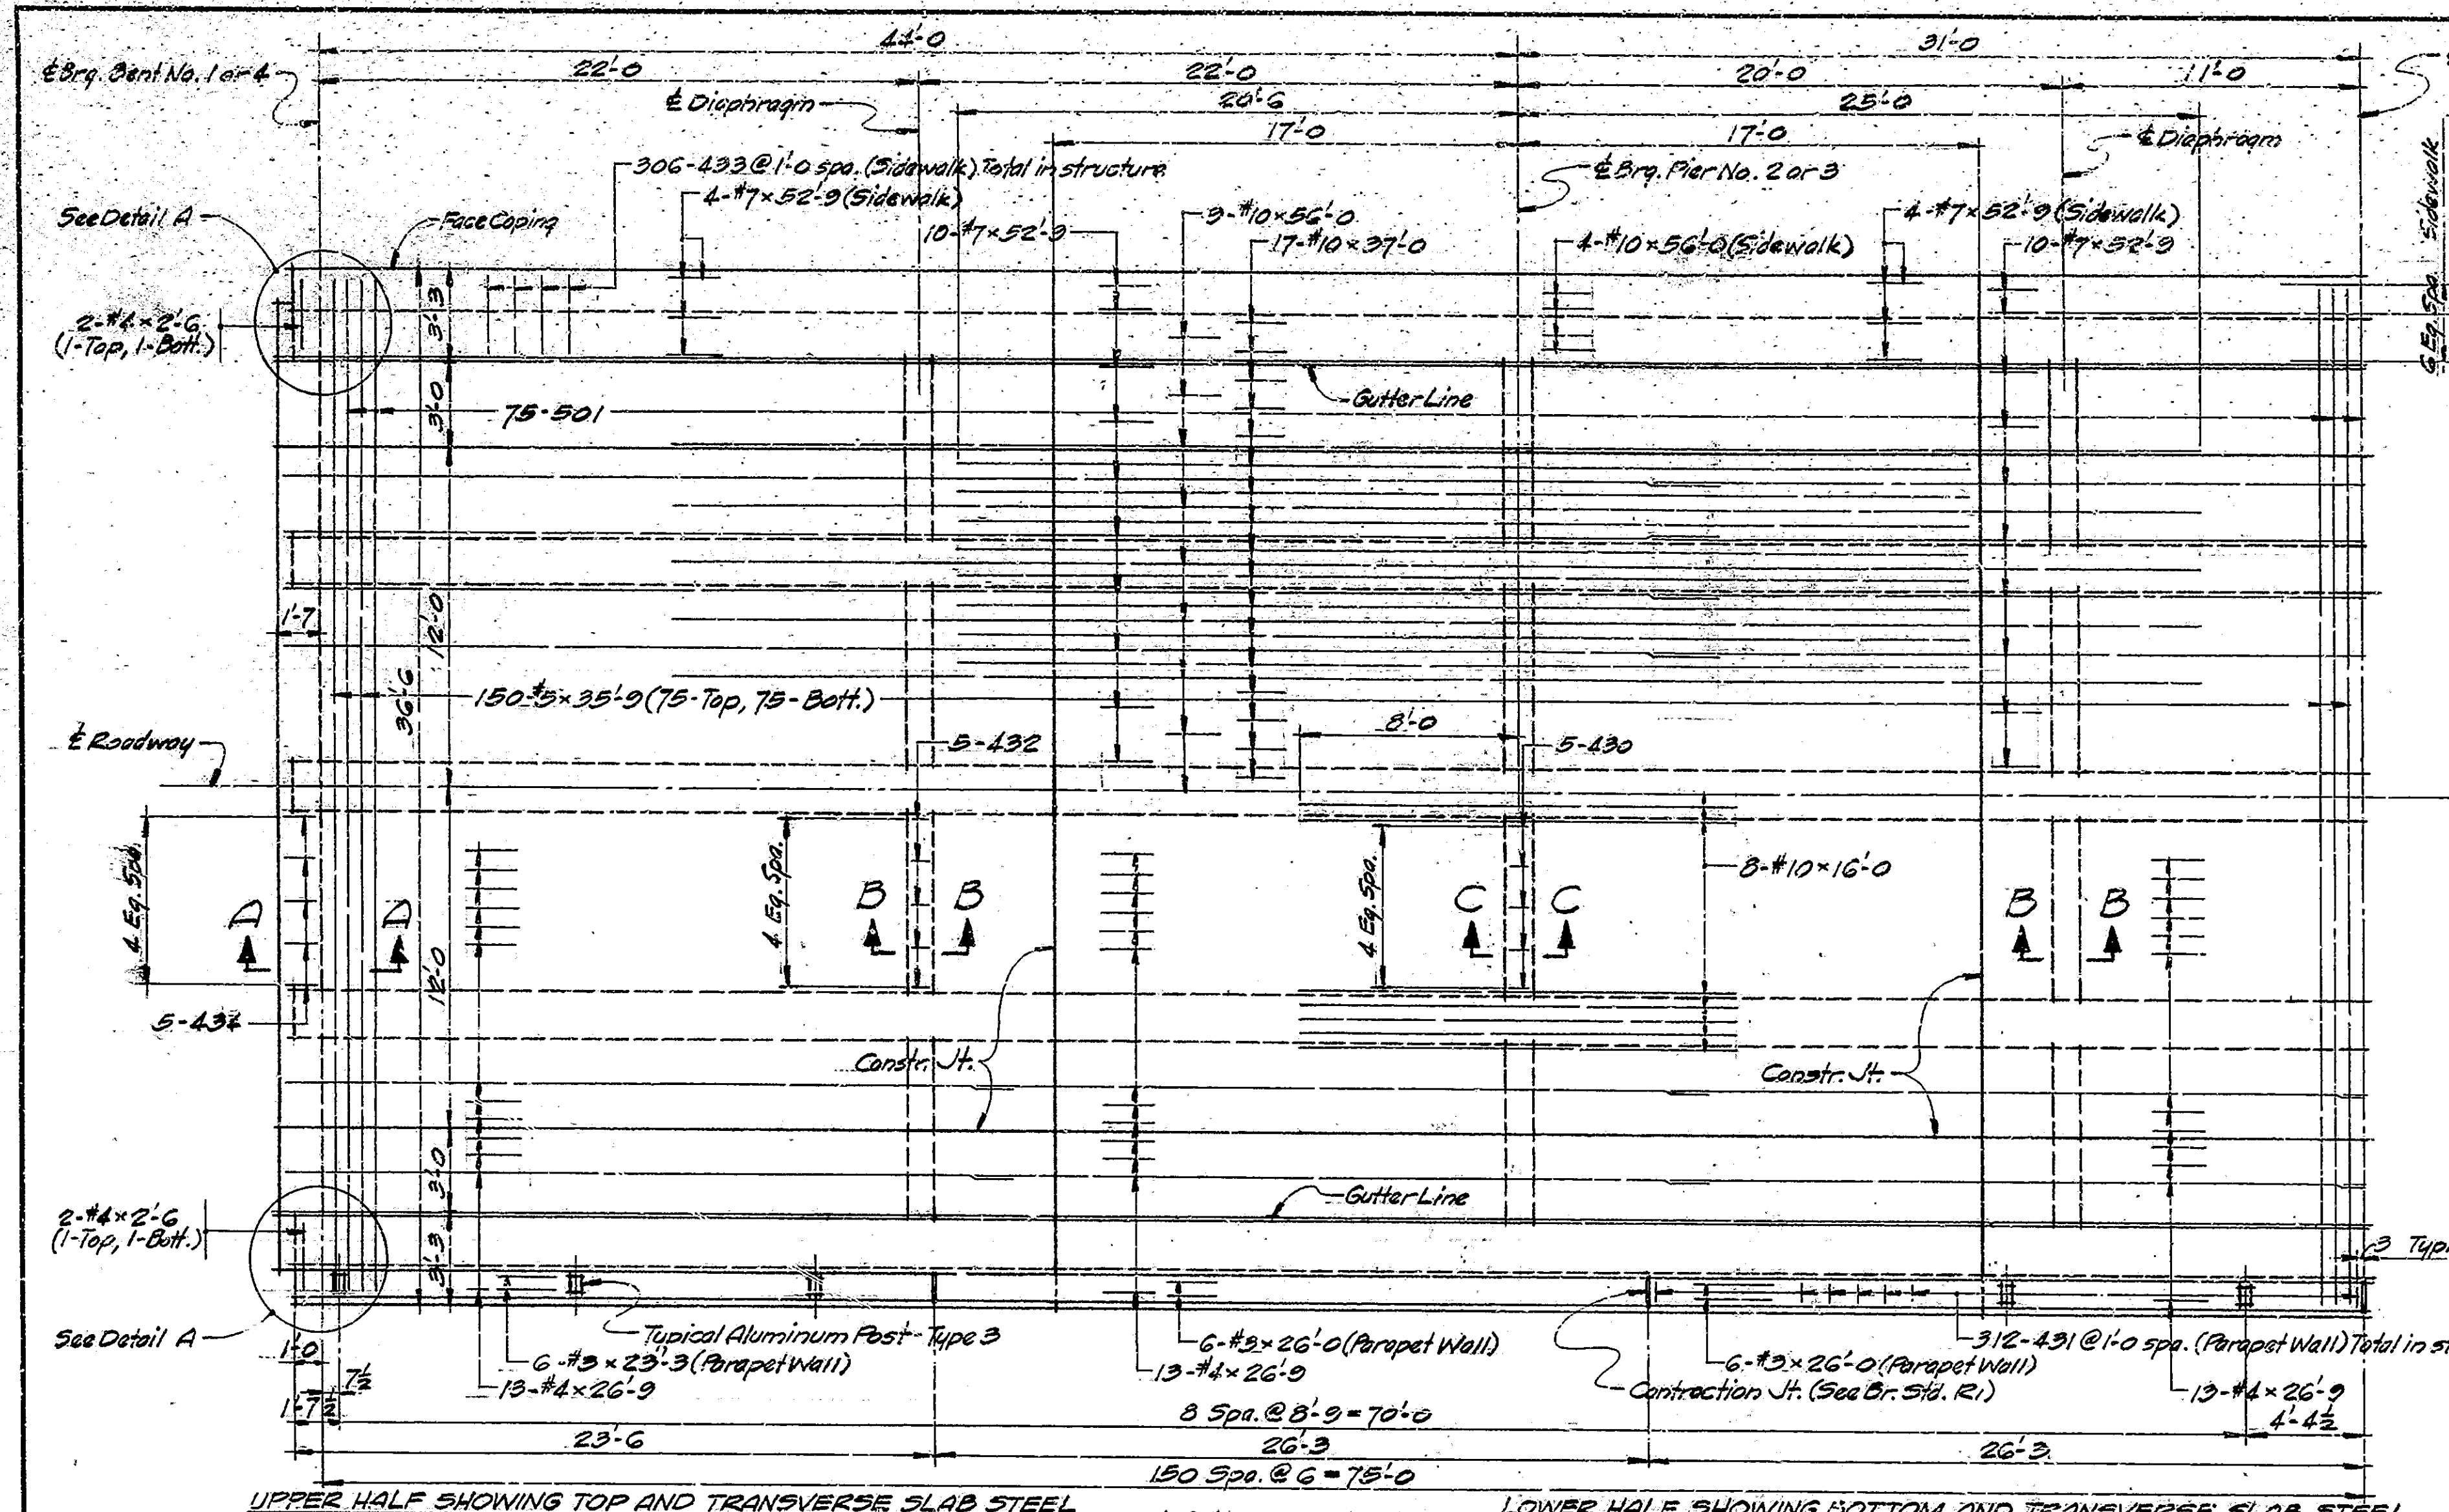 44'-0
31'-0
℄ Brg. Bent No. 1 or 4
22'-0
22'-0
20'-0
11'-0
℄ Diaphragm
20'-6
25'-0
17'-0
17'-0
℄ Diaphragm
306-433 @ 1'-0 spa. (Sidewalk) Total in structure
℄ Brg. Pier No. 2 or 3
4-#7×52'-9 (Sidewalk)
See Detail A
Face Coping
10-#7×52'-9
9-#10×56'-0
17-#10×37'-0
4-#10×56'-0 (Sidewalk)
4-#7×52'-9 (Sidewalk)
10-#7×52'-9
6 Eq. Spa. Sidewalk
3'-3
2-#4×2'-6
(1-Top, 1-Bott.)
3'-0
75-501
Gutter Line
1'-7
12'-0
36'-6
150-#5×35'-9 (75-Top, 75-Bott.)
8'-0
℄ Roadway
5-432
5-430
4 Eq. Spa.
4 Eq. Spa.
4 Eq. Spa.
8-#10×16'-0
A
A
B
B
C
C
B
B
12'-0
5-434
Constr. Jt.
Constr. Jt.
3'-0
2-#4×2'-6
(1-Top, 1-Bott.)
Gutter Line
3'-3
3 Typ.
See Detail A
Typical Aluminum Post-Type 3
6-#3×26'-0 (Parapet Wall)
312-431 @ 1'-0 spa. (Parapet Wall) Total in
1'-0
6-#3×23'-3 (Parapet Wall)
13-#4×26'-9
6-#3×26'-0 (Parapet Wall)
7½
13-#4×26'-9
Contraction Jt. (See Br. Std. R1)
13-#4×26'-9
1'-7½
8 Spa. @ 8'-9 = 70'-0
4'-4½
23'-6
26'-3
26'-3
150 Spa. @ 6 = 75'-0
UPPER HALF SHOWING TOP AND TRANSVERSE SLAB STEEL
LOWER HALF SHOWING BOTTOM AND TRANSVERSE SLAB STEEL